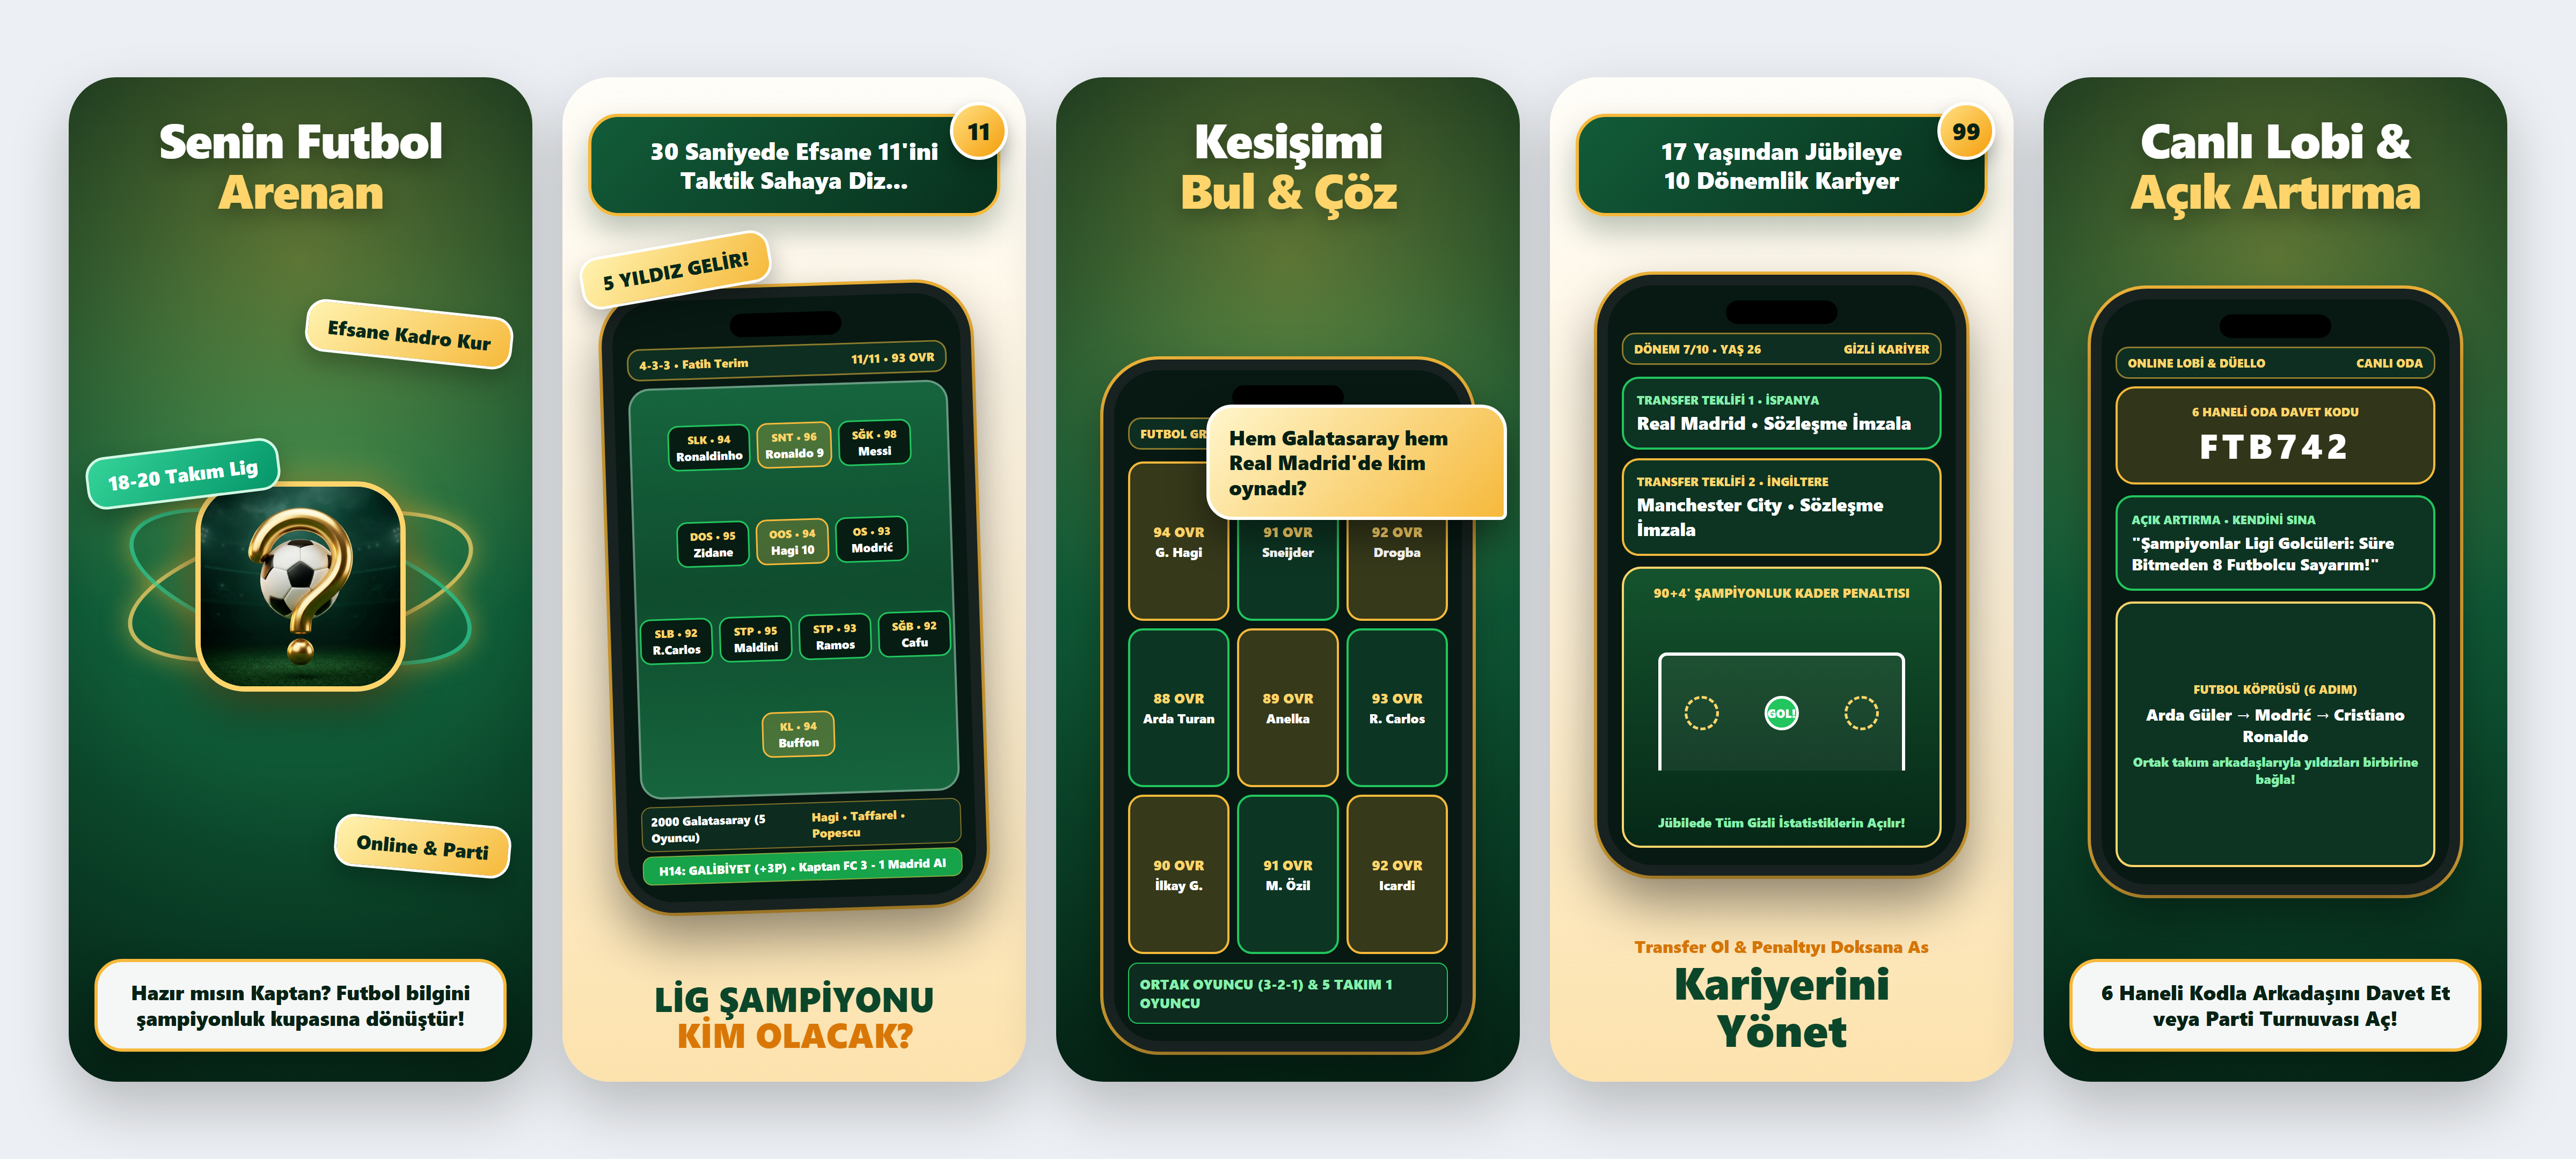 Senin Futbol
Arenan
Efsane Kadro Kur
18-20 Takım Lig
Online & Parti
Hazır mısın Kaptan? Futbol bilgini
şampiyonluk kupasına dönüştür!
30 Saniyede Efsane 11'ini
Taktik Sahaya Diz...
11
5 YILDIZ GELİR!
4-3-3 • Fatih Terim
11/11 • 93 OVR
SLK • 94
Ronaldinho
SNT • 96
Ronaldo 9
SĞK • 98
Messi
DOS • 95
Zidane
OOS • 94
Hagi 10
OS • 93
Modrić
SLB • 92
R.Carlos
STP • 95
Maldini
STP • 93
Ramos
SĞB • 92
Cafu
KL • 94
Buffon
2000 Galatasaray (5
Oyuncu)
Hagi • Taffarel •
Popescu
H14: GALİBİYET (+3P) • Kaptan FC 3 - 1 Madrid AI
LİG ŞAMPİYONU
KİM OLACAK?
Kesişimi
Bul & Çöz
FUTBOL GR
Hem Galatasaray hem
Real Madrid'de kim
oynadı?
94 OVR
G. Hagi
91 OVR
Sneijder
92 OVR
Drogba
88 OVR
Arda Turan
89 OVR
Anelka
93 OVR
R. Carlos
90 OVR
İlkay G.
91 OVR
M. Özil
92 OVR
Icardi
ORTAK OYUNCU (3-2-1) & 5 TAKIM 1
OYUNCU
17 Yaşından Jübileye
10 Dönemlik Kariyer
99
DÖNEM 7/10 • YAŞ 26
GİZLİ KARİYER
TRANSFER TEKLİFİ 1 • İSPANYA
Real Madrid • Sözleşme İmzala
TRANSFER TEKLİFİ 2 • İNGİLTERE
Manchester City • Sözleşme
İmzala
90+4' ŞAMPİYONLUK KADER PENALTISI
GOL!
Jübilede Tüm Gizli İstatistiklerin Açılır!
Transfer Ol & Penaltıyı Doksana As
Kariyerini
Yönet
Canlı Lobi &
Açık Artırma
ONLINE LOBİ & DÜELLO
CANLI ODA
6 HANELİ ODA DAVET KODU
FTB742
AÇIK ARTIRMA • KENDİNİ SINA
"Şampiyonlar Ligi Golcüleri: Süre
Bitmeden 8 Futbolcu Sayarım!"
FUTBOL KÖPRÜSÜ (6 ADIM)
Arda Güler → Modrić → Cristiano
Ronaldo
Ortak takım arkadaşlarıyla yıldızları birbirine
bağla!
6 Haneli Kodla Arkadaşını Davet Et
veya Parti Turnuvası Aç!